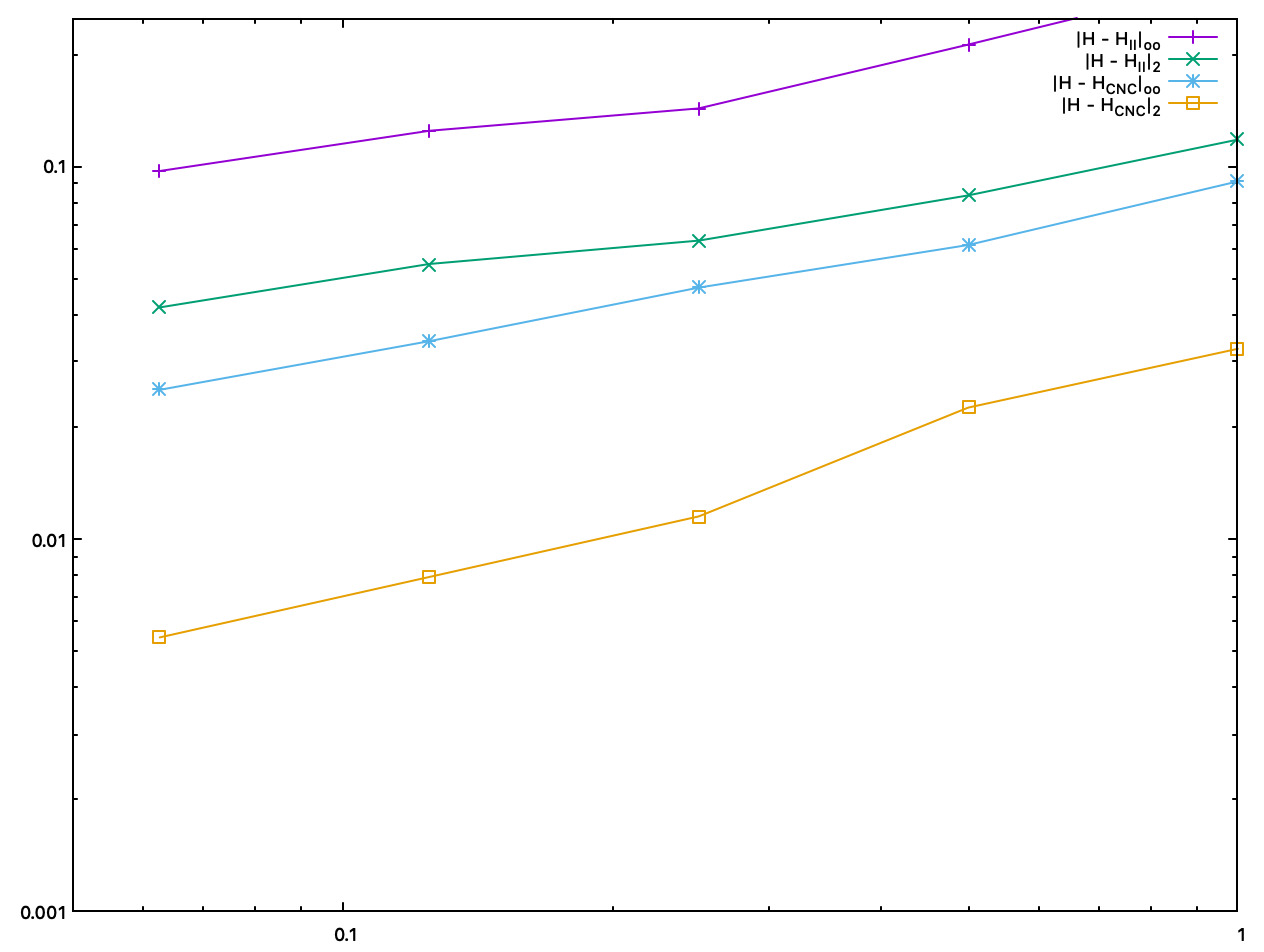 |H - H_II|_oo
|H - H_II|_2
|H - H_CNC|_oo
|H - H_CNC|_2
0.1
0.01
0.001
0.1
1